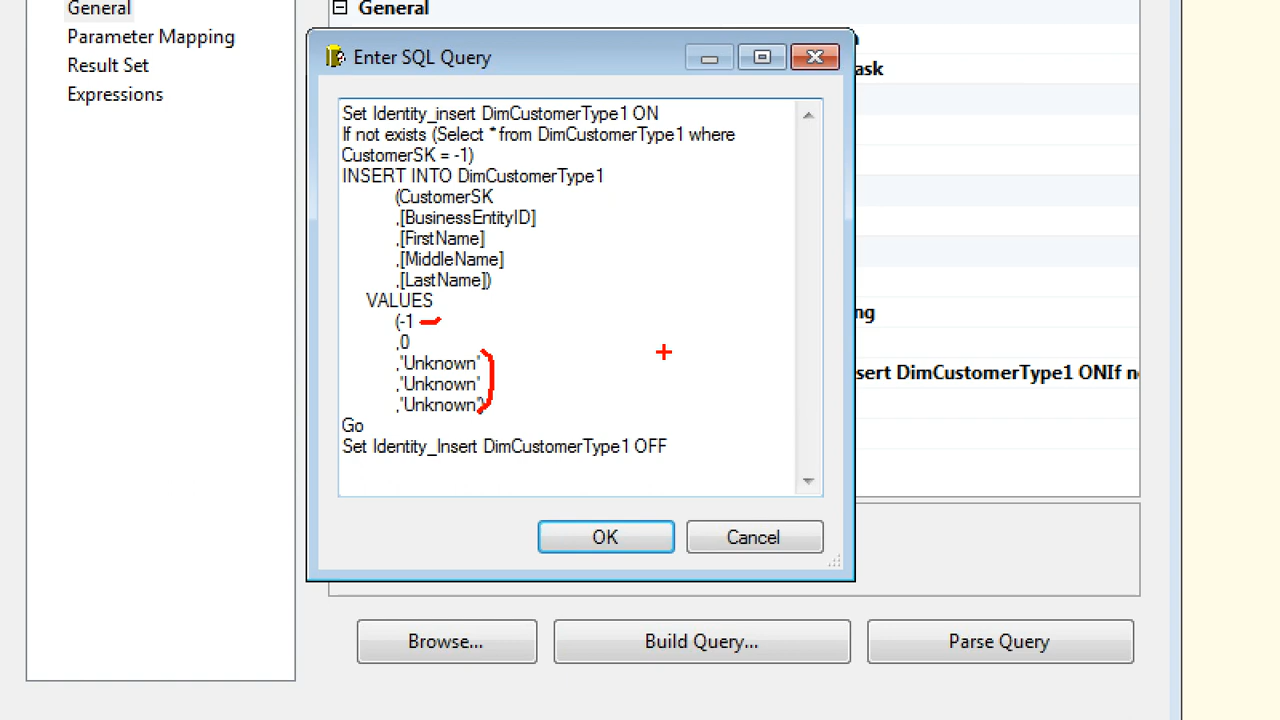 General
Parameter Mapping
Result Set
Expressions
General
Enter SQL Query
ask
Set Identity_insert DimCustomerType1 ON
If not exists (Select * from DimCustomerType1 where
CustomerSK = -1)
INSERT INTO DimCustomerType1
(CustomerSK
,[BusinessEntityID]
,[FirstName]
,[MiddleName]
,[LastName])
VALUES
(-1
,0
,'Unknown'
,'Unknown'
,'Unknown')
Go
Set Identity_Insert DimCustomerType1 OFF
ng
sert DimCustomerType1 ONIf n
OK
Cancel
Browse...
Build Query...
Parse Query